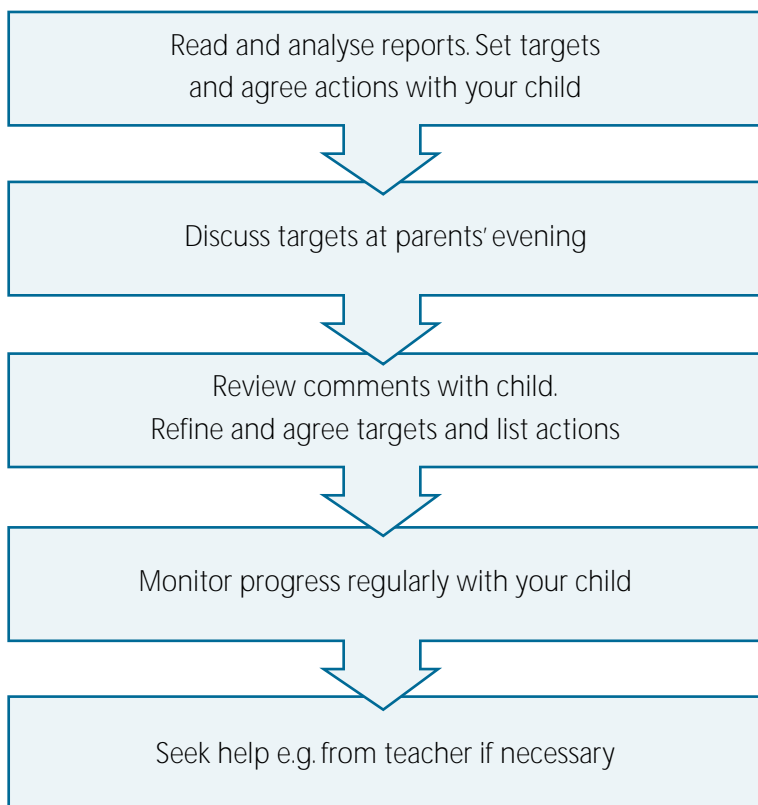 Read and analyse reports. Set targets
and agree actions with your child
Discuss targets at parents' evening
Review comments with child.
Refine and agree targets and list actions
Monitor progress regularly with your child
Seek help e.g. from teacher if necessary